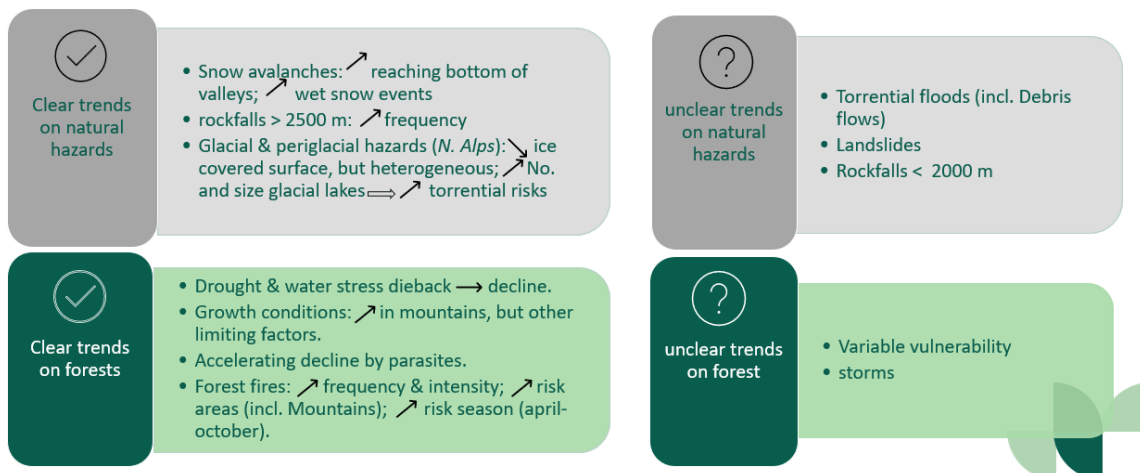 Clear trends
on natural
hazards
• Snow avalanches: ↗ reaching bottom of
valleys; ↗ wet snow events
• rockfalls > 2500 m: ↗ frequency
• Glacial & periglacial hazards (N. Alps): ↘ ice
covered surface, but heterogeneous; ↗ No.
and size glacial lakes ⇒ ↗ torrential risks
?
unclear trends
on natural
hazards
• Torrential floods (incl. Debris
flows)
• Landslides
• Rockfalls < 2000 m
Clear trends
on forests
• Drought & water stress dieback → decline.
• Growth conditions: ↗ in mountains, but other
limiting factors.
• Accelerating decline by parasites.
• Forest fires: ↗ frequency & intensity; ↗ risk
areas (incl. Mountains); ↗ risk season (april-
october).
?
unclear trends
on forest
• Variable vulnerability
• storms